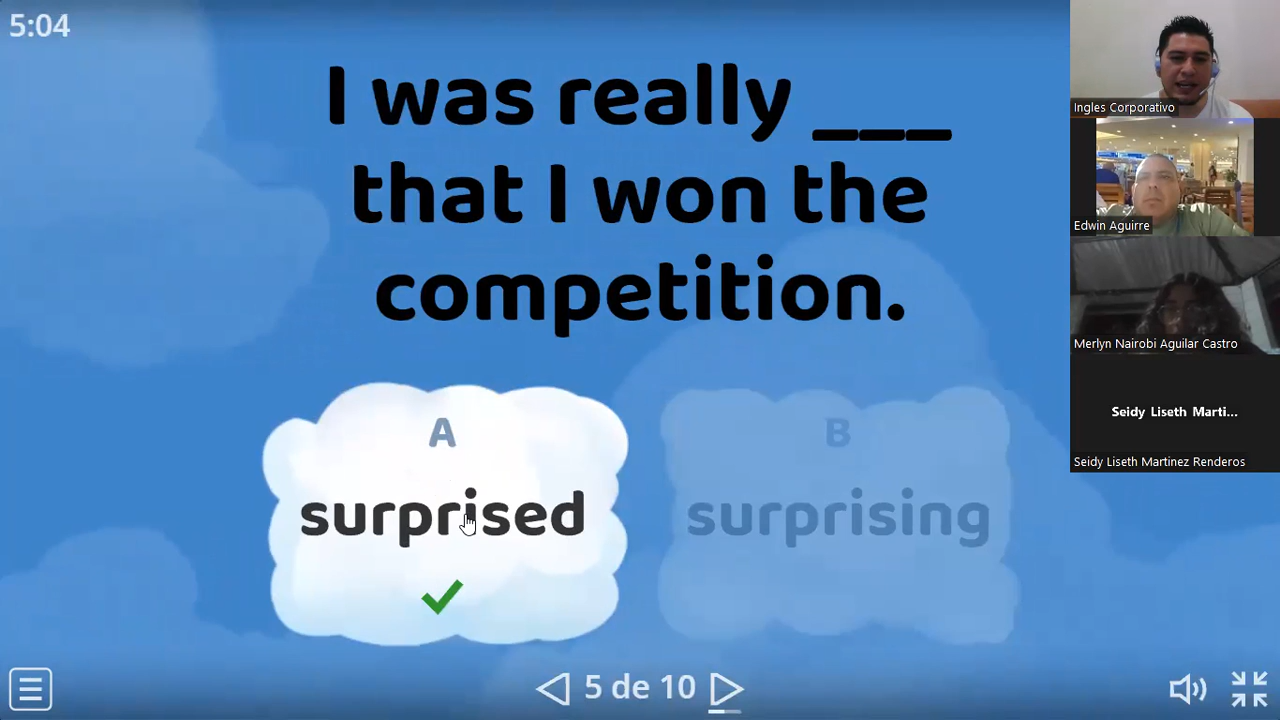 5:04
I was really ___
that I won the
competition.
A
surprised
B
surprising
5 de 10
Ingles Corporativo
Edwin Aguirre
Merlyn Nairobi Aguilar Castro
Seidy Liseth Marti...
Seidy Liseth Martinez Renderos